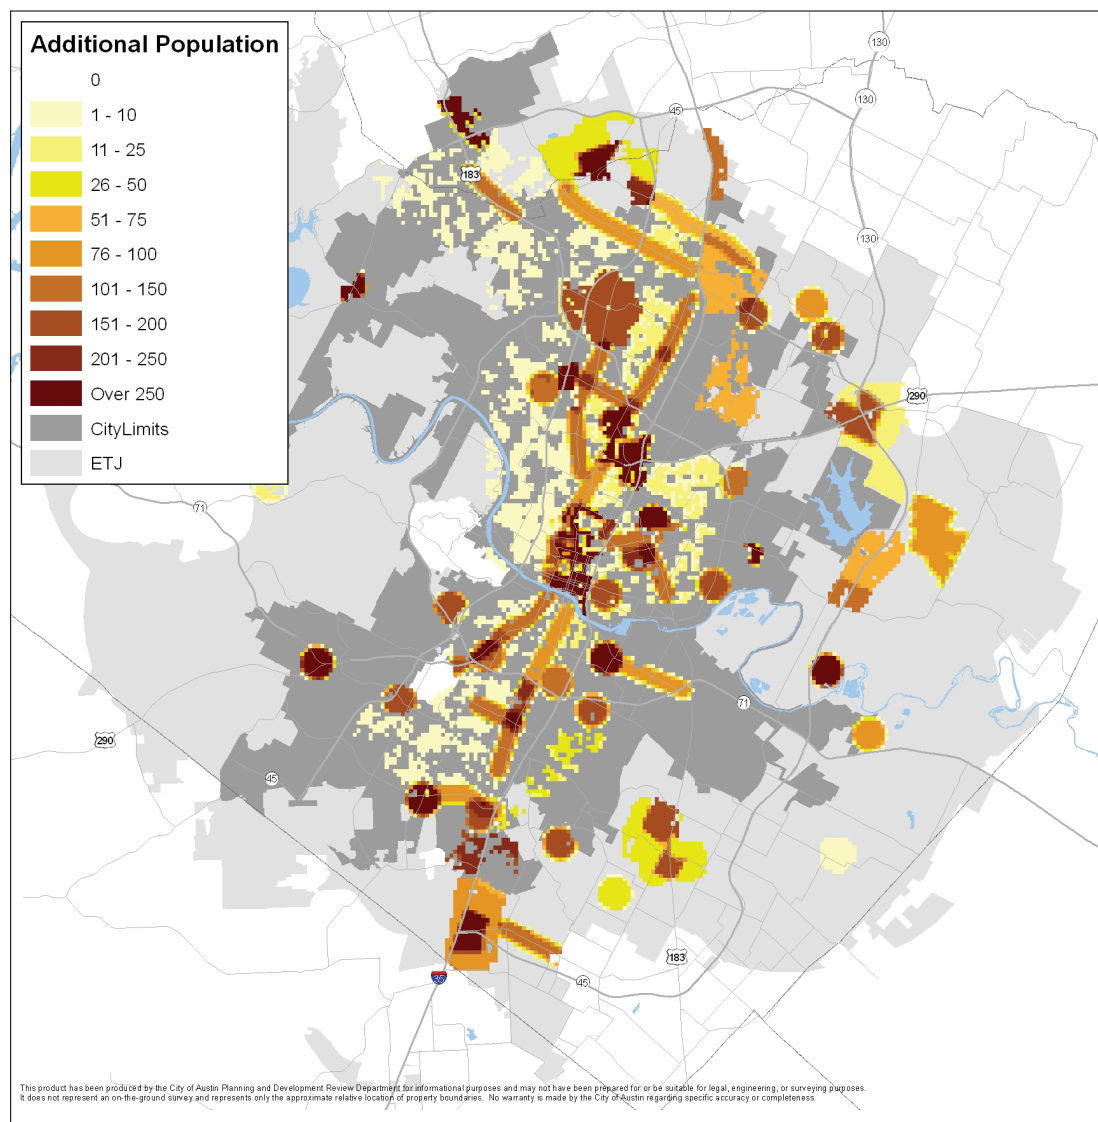 Additional Population
0
1 - 10
11 - 25
26 - 50
51 - 75
76 - 100
101 - 150
151 - 200
201 - 250
Over 250
CityLimits
ETJ
130
130
45
183
130
290
71
71
290
45
183
35
45
This product has been produced by the City of Austin Planning and Development Review Department for informational purposes and may not have been prepared for or be suitable for legal, engineering, or surveying purposes.
It does not represent an on-the-ground survey and represents only the approximate relative location of property boundaries. No warranty is made by the City of Austin regarding specific accuracy or completeness.